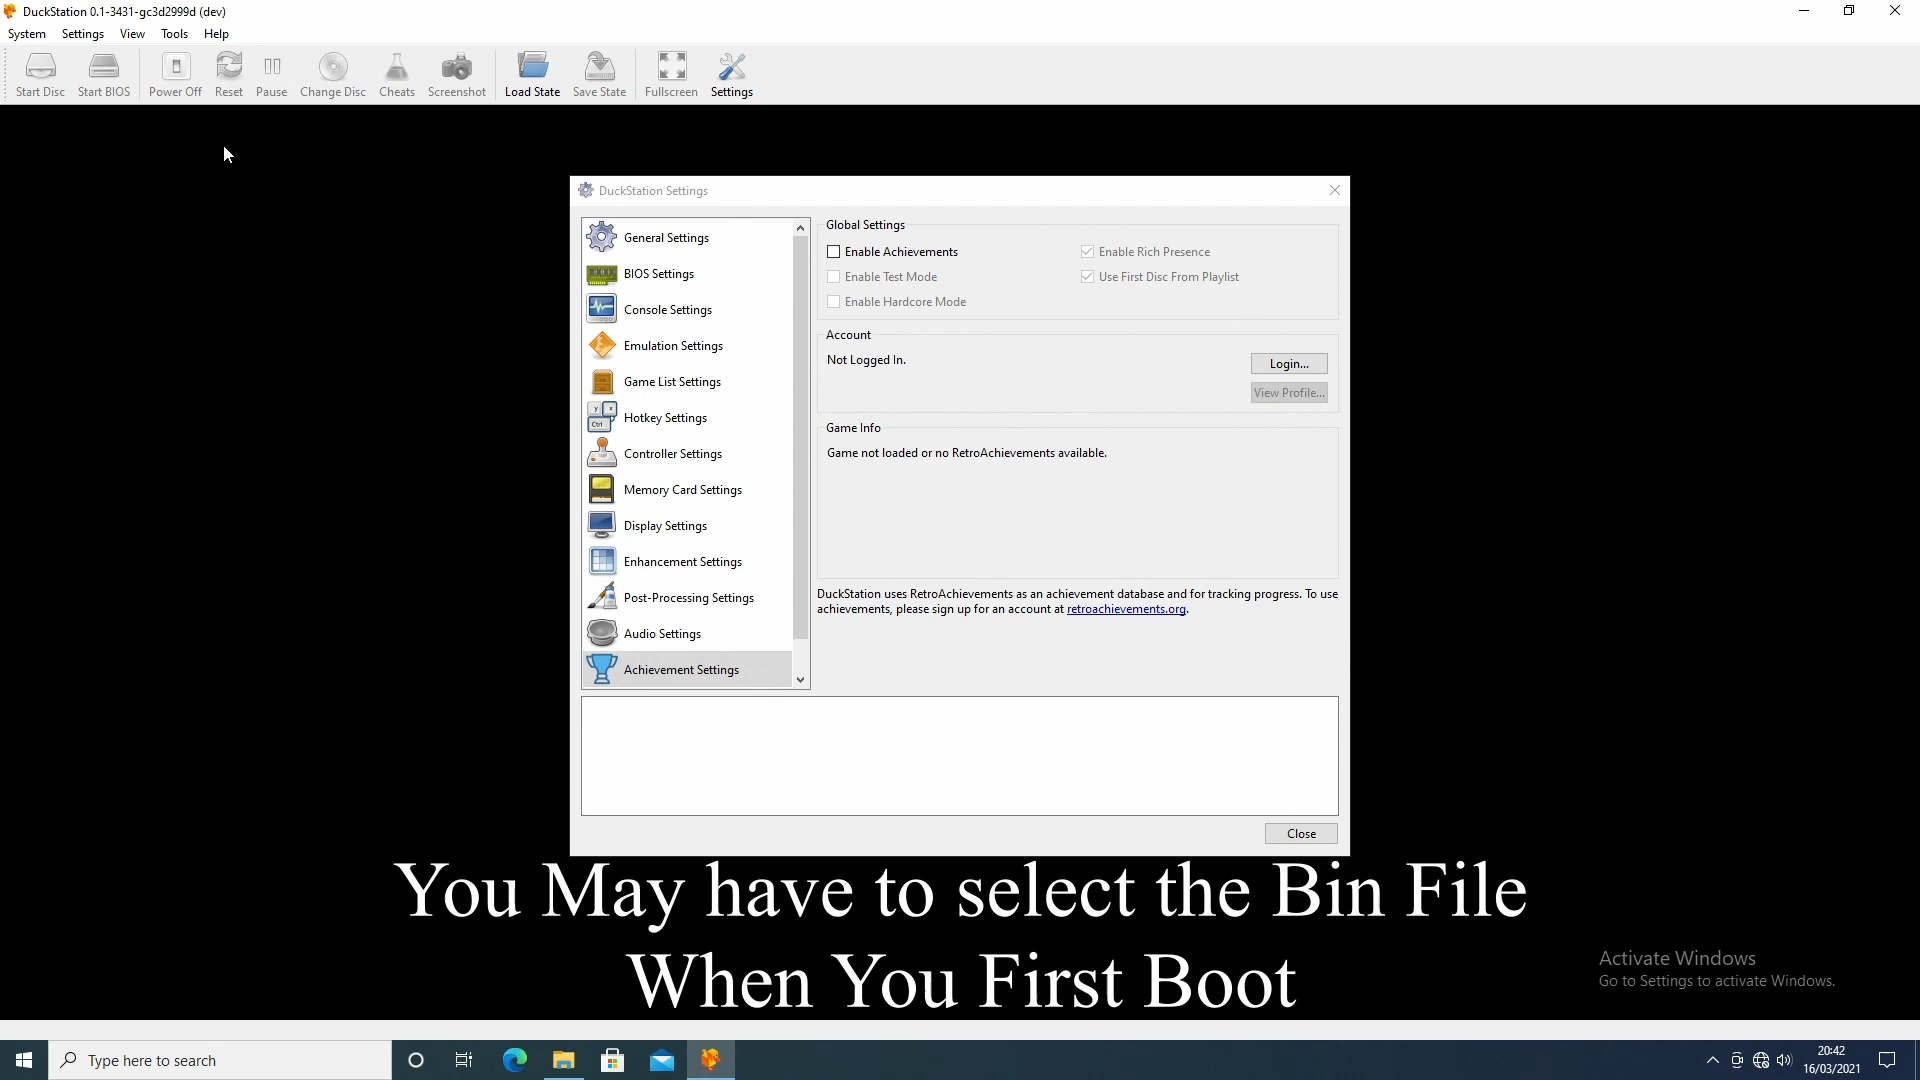 DuckStation 0.1-3431-gc3d2999d (dev)
System Settings View Tools Help
Start Disc Start BIOS Power Off Reset Pause Change Disc Cheats Screenshot Load State Save State Fullscreen Settings
DuckStation Settings
General Settings
BIOS Settings
Console Settings
Emulation Settings
Game List Settings
Hotkey Settings
Controller Settings
Memory Card Settings
Display Settings
Enhancement Settings
Post-Processing Settings
Audio Settings
Achievement Settings
Global Settings
Enable Achievements Enable Rich Presence
Enable Test Mode Use First Disc From Playlist
Enable Hardcore Mode
Account
Not Logged In.
Login...
View Profile...
Game Info
Game not loaded or no RetroAchievements available.
DuckStation uses RetroAchievements as an achievement database and for tracking progress. To use
achievements, please sign up for an account at retroachievements.org.
Close
You May have to select the Bin File
When You First Boot
Activate Windows
Go to Settings to activate Windows.
Type here to search
20:42
16/03/2021